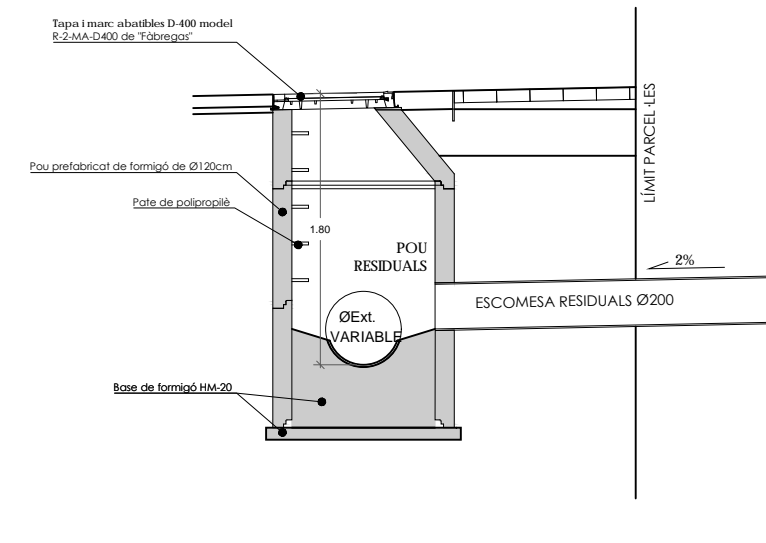 Tapa i marc abatibles D-400 model
R-2-MA-D400 de "Fàbregas"
LÍMIT PARCEL·LES
Pou prefabricat de formigó de Ø120cm
Pate de polipropilè
1.80
POU
RESIDUALS
2%
ESCOMESA RESIDUALS Ø200
ØExt.
VARIABLE
Base de formigó HM-20